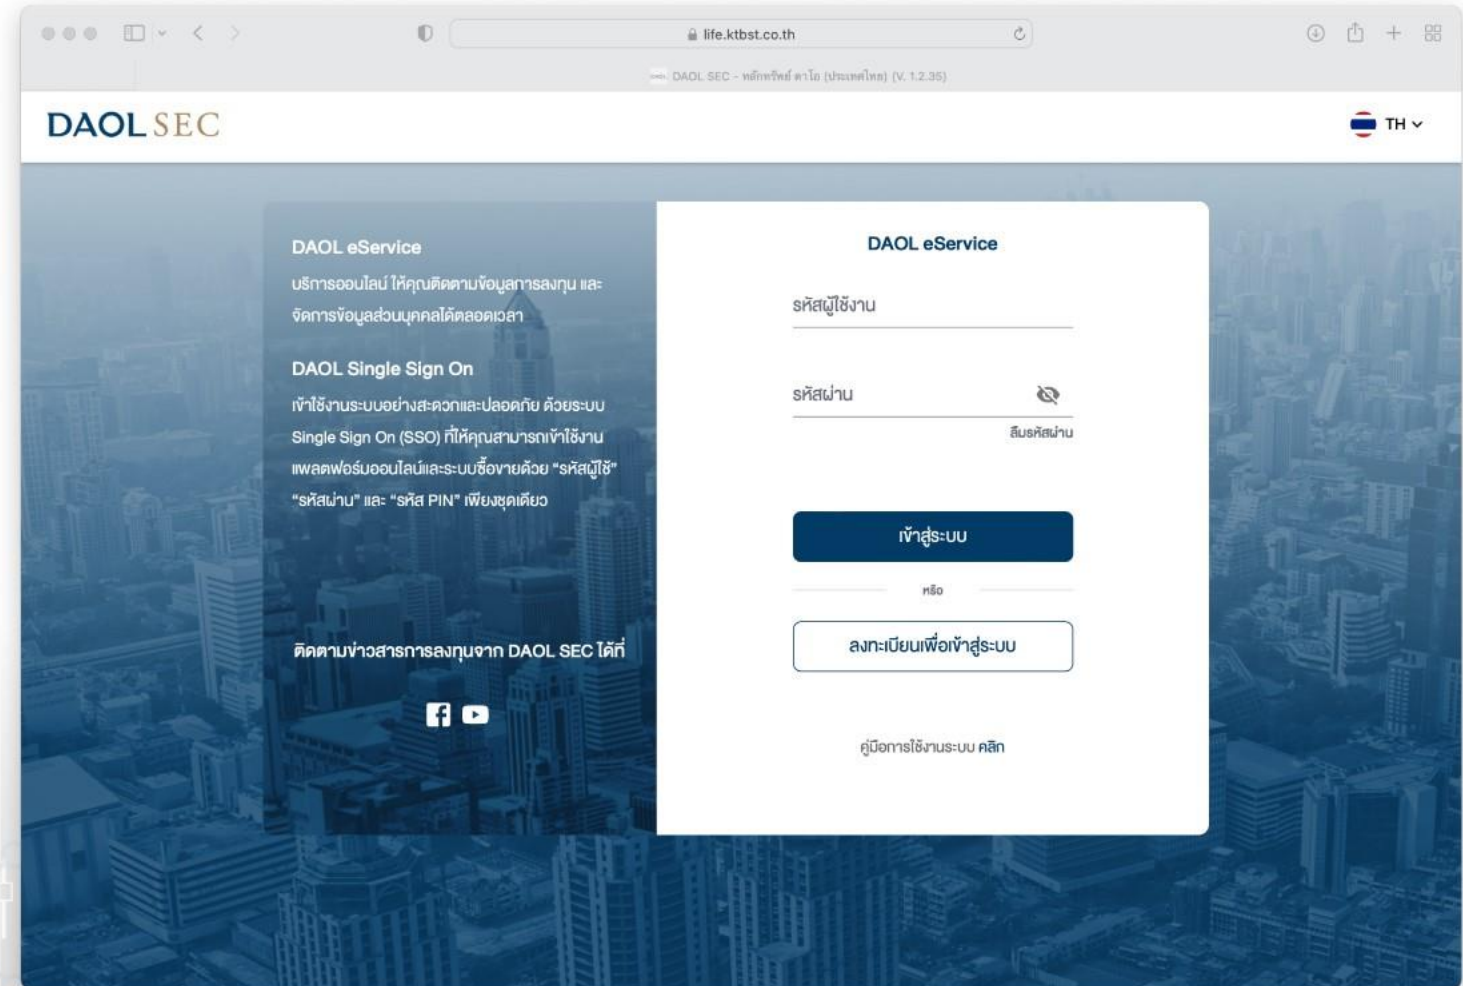 life.ktbst.co.th
DAOL SEC - หลักทรัพย์ ดาโอ (ประเทศไทย) (V. 1.2.35)
DAOL SEC
TH
DAOL eService
บริการออนไลน์ ให้คุณติดตามข้อมูลการลงทุน และ
จัดการข้อมูลส่วนบุคคลได้ตลอดเวลา
DAOL Single Sign On
เข้าใช้งานระบบอย่างสะดวกและปลอดภัย ด้วยระบบ
Single Sign On (SSO) ที่ให้คุณสามารถเข้าใช้งาน
แพลตฟอร์มออนไลน์และระบบซื้อขายด้วย “รหัสผู้ใช้”
“รหัสผ่าน” และ “รหัส PIN” เพียงชุดเดียว
ติดตามข่าวสารการลงทุนจาก DAOL SEC ได้ที่
DAOL eService
รหัสผู้ใช้งาน
รหัสผ่าน
ลืมรหัสผ่าน
เข้าสู่ระบบ
หรือ
ลงทะเบียนเพื่อเข้าสู่ระบบ
คู่มือการใช้งานระบบ คลิก